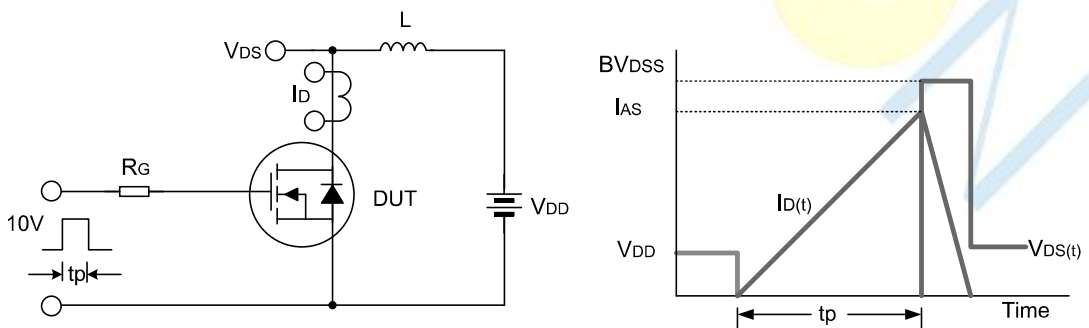 VDS
L
ID
RG
DUT
VDD
10V
tp
BVDSS
IAS
ID(t)
VDD
VDS(t)
tp
Time